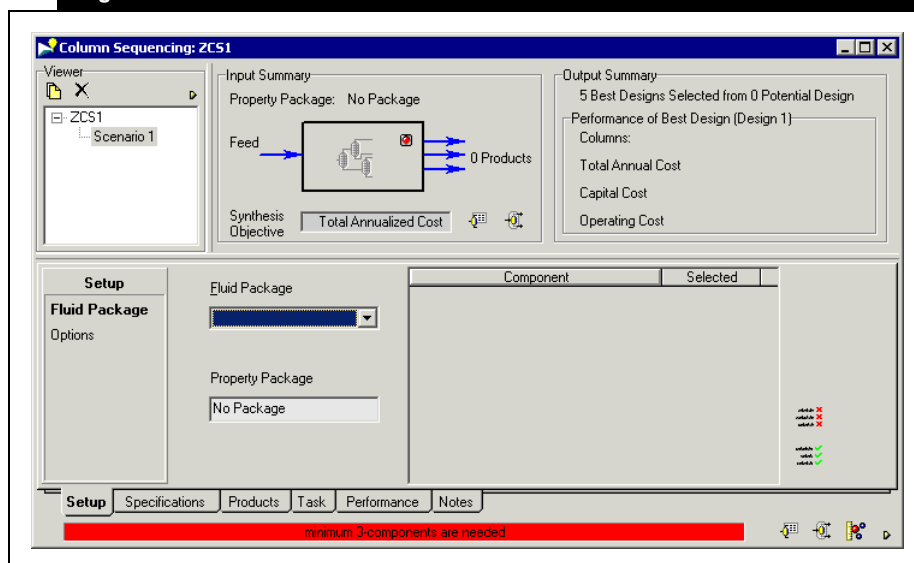 Column Sequencing: ZCS1
Viewer
ZCS1
Scenario 1
Input Summary
Property Package: No Package
Feed
0 Products
Synthesis Objective
Total Annualized Cost
Output Summary
5 Best Designs Selected from 0 Potential Design
Performance of Best Design (Design 1)
Columns:
Total Annual Cost
Capital Cost
Operating Cost
Setup
Fluid Package
Options
Fluid Package
Property Package
No Package
Component Selected
Setup Specifications Products Task Performance Notes
minimum 3-components are needed